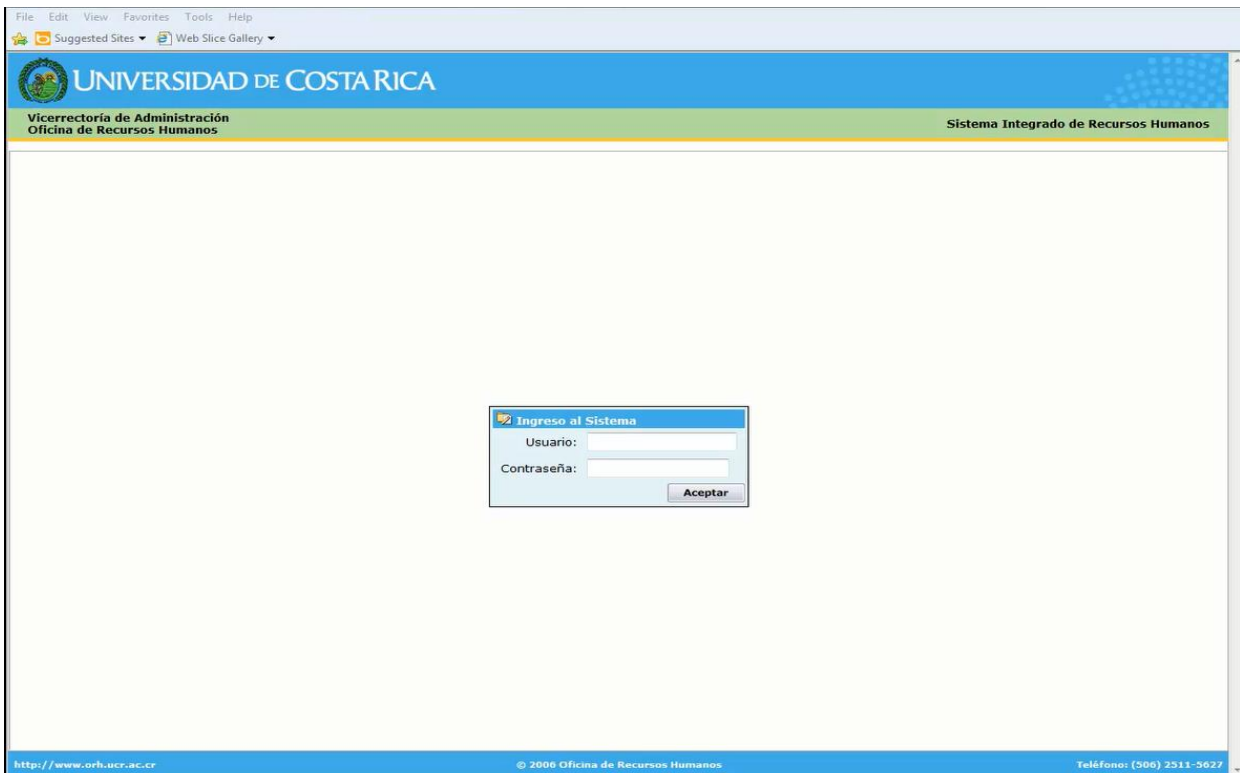 File Edit View Favorites Tools Help
Suggested Sites Web Slice Gallery
UNIVERSIDAD DE COSTA RICA
Vicerrectoría de Administración
Oficina de Recursos Humanos
Sistema Integrado de Recursos Humanos
Ingreso al Sistema
Usuario:
Contraseña:
Aceptar
http://www.orh.ucr.ac.cr © 2006 Oficina de Recursos Humanos Teléfono: (506) 2511-5627